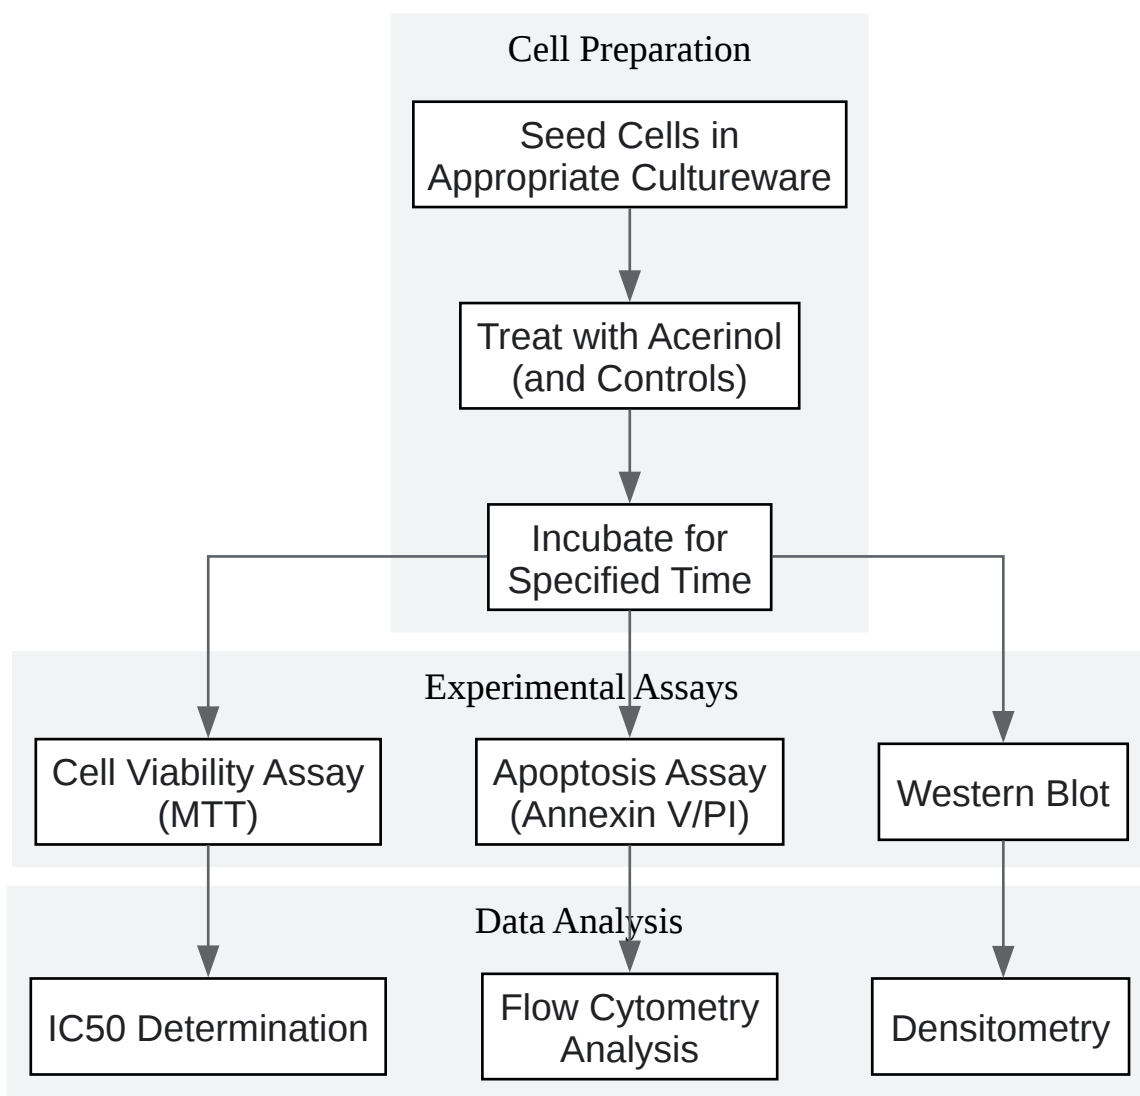 Cell Preparation
Seed Cells in
Appropriate Cultureware
Treat with Acerinol
(and Controls)
Incubate for
Specified Time
Experimental Assays
Cell Viability Assay
(MTT)
Apoptosis Assay
(Annexin V/PI)
Western Blot
Data Analysis
IC50 Determination
Flow Cytometry
Analysis
Densitometry